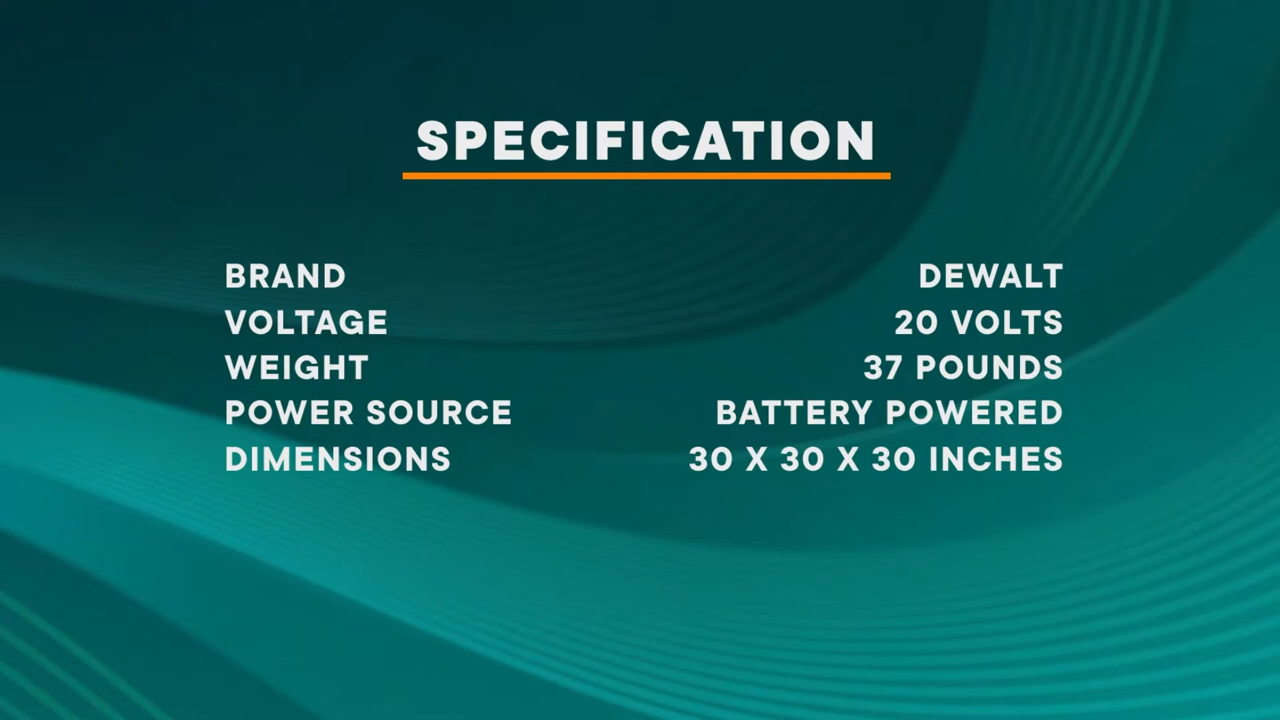 SPECIFICATION
BRAND DEWALT
VOLTAGE 20 VOLTS
WEIGHT 37 POUNDS
POWER SOURCE BATTERY POWERED
DIMENSIONS 30 X 30 X 30 INCHES